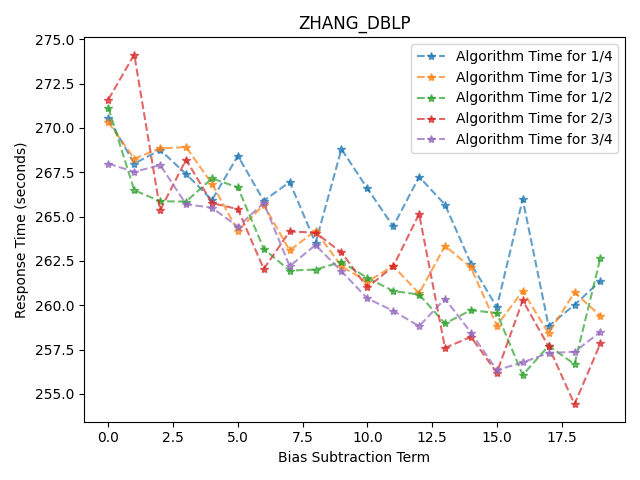 ZHANG_DBLP
Response Time (seconds)
275.0
272.5
270.0
267.5
265.0
262.5
260.0
257.5
255.0
Algorithm Time for 1/4
Algorithm Time for 1/3
Algorithm Time for 1/2
Algorithm Time for 2/3
Algorithm Time for 3/4
0.0 2.5 5.0 7.5 10.0 12.5 15.0 17.5
Bias Subtraction Term